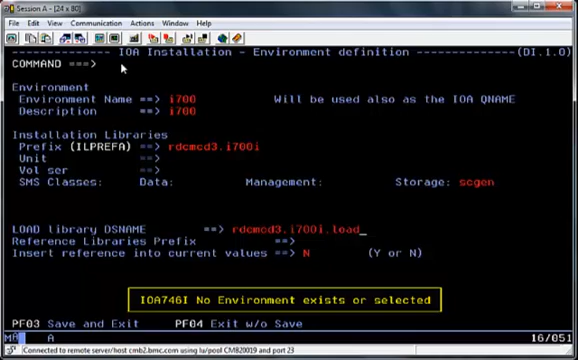 Session A - [24 x 80]
File Edit View Communication Actions Window Help
IOA Installation - Environment definition (DI.1.0)
COMMAND ===>
Environment
Environment Name ==> i700 Will be used also as the IOA QNAME
Description ==> i700
Installation Libraries
Prefix (ILPREFA) ==> rdcmcd3.i700i
Unit ==>
Vol ser ==>
SMS Classes: Data: Management: Storage: scgen
LOAD library DSNAME ==> rdcmcd3.i700i.load_
Reference Libraries Prefix ==>
Insert reference into current values ==> N (Y or N)
IOA746I No Environment exists or selected
PF03 Save and Exit PF04 Exit w/o Save
A 16/051
Connected to remote server/host cmb2.bmc.com using lu/pool CMB20019 and port 23